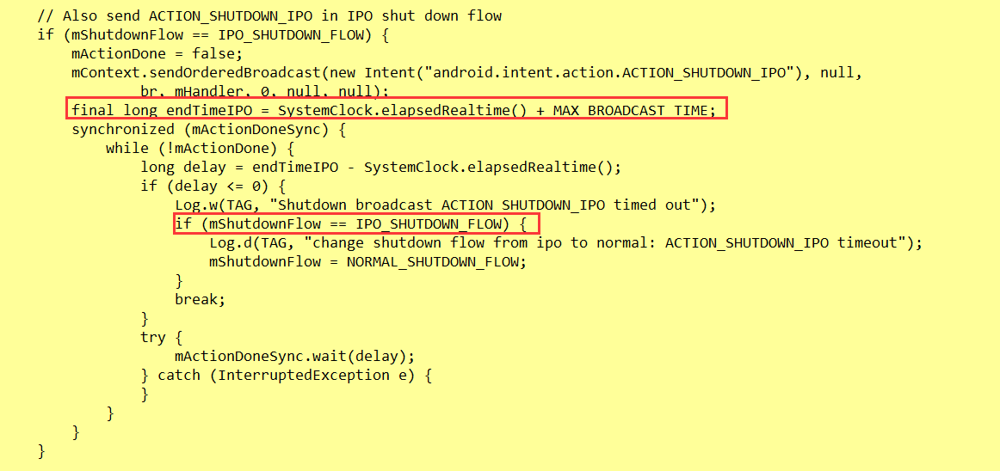 // Also send ACTION_SHUTDOWN_IPO in IPO shut down flow
if (mShutdownFlow == IPO_SHUTDOWN_FLOW) {
mActionDone = false;
mContext.sendOrderedBroadcast(new Intent("android.intent.action.ACTION_SHUTDOWN_IPO"), null,
br, mHandler, 0, null, null);
final long endTimeIPO = SystemClock.elapsedRealtime() + MAX_BROADCAST_TIME;
synchronized (mActionDoneSync) {
while (!mActionDone) {
long delay = endTimeIPO - SystemClock.elapsedRealtime();
if (delay <= 0) {
Log.w(TAG, "Shutdown broadcast ACTION_SHUTDOWN_IPO timed out");
if (mShutdownFlow == IPO_SHUTDOWN_FLOW) {
Log.d(TAG, "change shutdown flow from ipo to normal: ACTION_SHUTDOWN_IPO timeout");
mShutdownFlow = NORMAL_SHUTDOWN_FLOW;
}
break;
}
try {
mActionDoneSync.wait(delay);
} catch (InterruptedException e) {
}
}
}
}